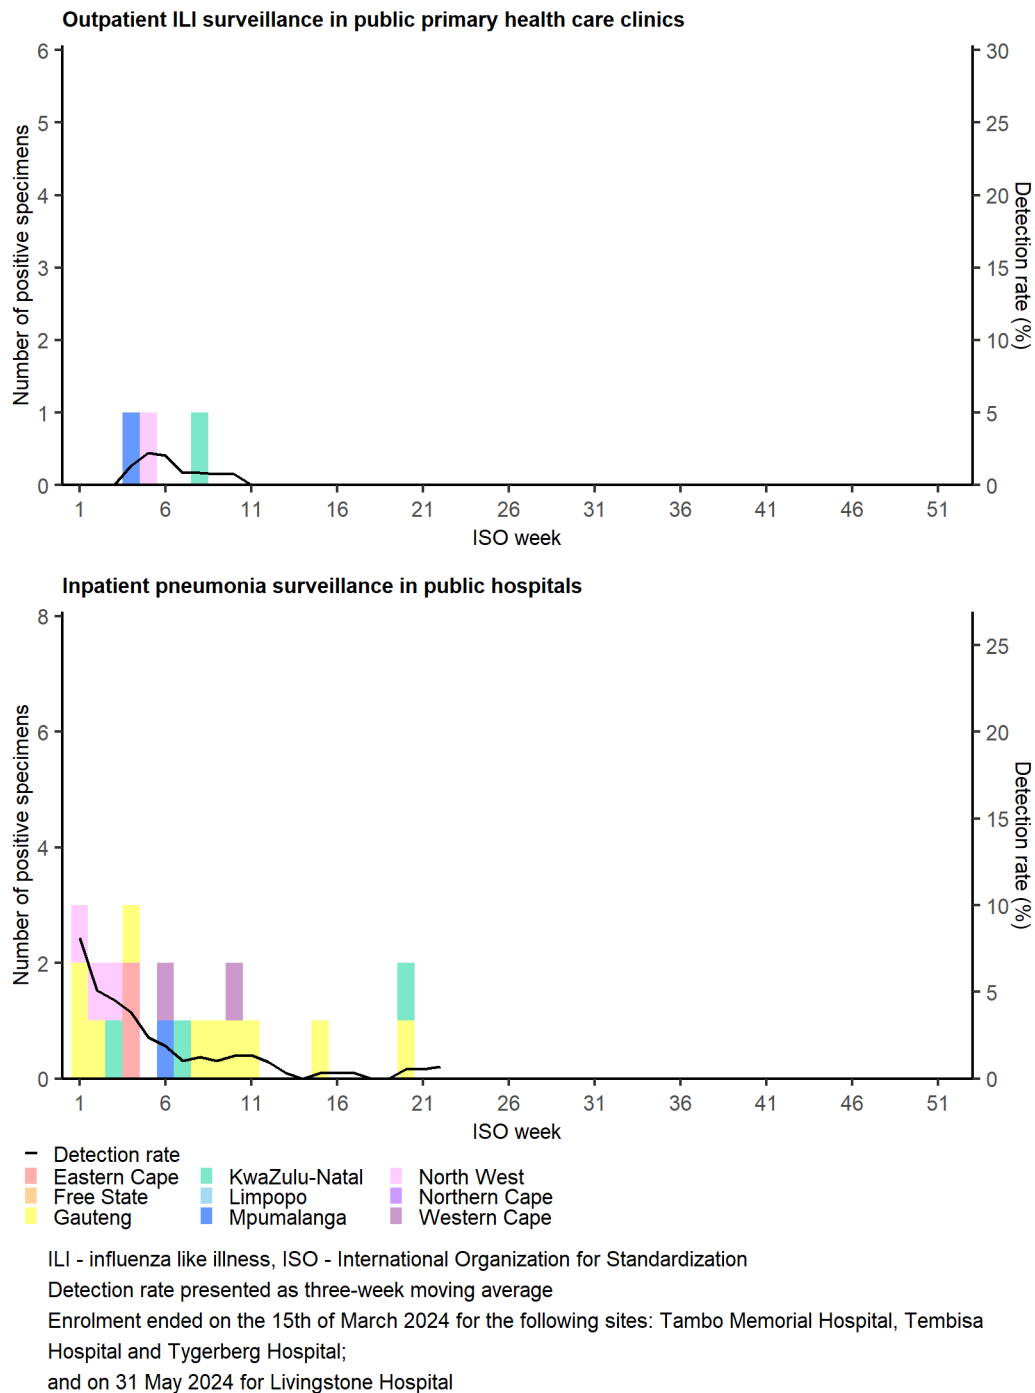 Outpatient ILI surveillance in public primary health care clinics
6 30
5 25
4 20
3 15
2 10
1 5
0 0
Number of positive specimens
Detection rate (%)
1 6 11 16 21 26 31 36 41 46 51
ISO week
Inpatient pneumonia surveillance in public hospitals
8
25
6 20
15
4
10
2
5
0 0
Number of positive specimens
Detection rate (%)
1 6 11 16 21 26 31 36 41 46 51
ISO week
Detection rate
Eastern Cape KwaZulu-Natal North West
Free State Limpopo Northern Cape
Gauteng Mpumalanga Western Cape
ILI - influenza like illness, ISO - International Organization for Standardization
Detection rate presented as three-week moving average
Enrolment ended on the 15th of March 2024 for the following sites: Tambo Memorial Hospital, Tembisa
Hospital and Tygerberg Hospital;
and on 31 May 2024 for Livingstone Hospital